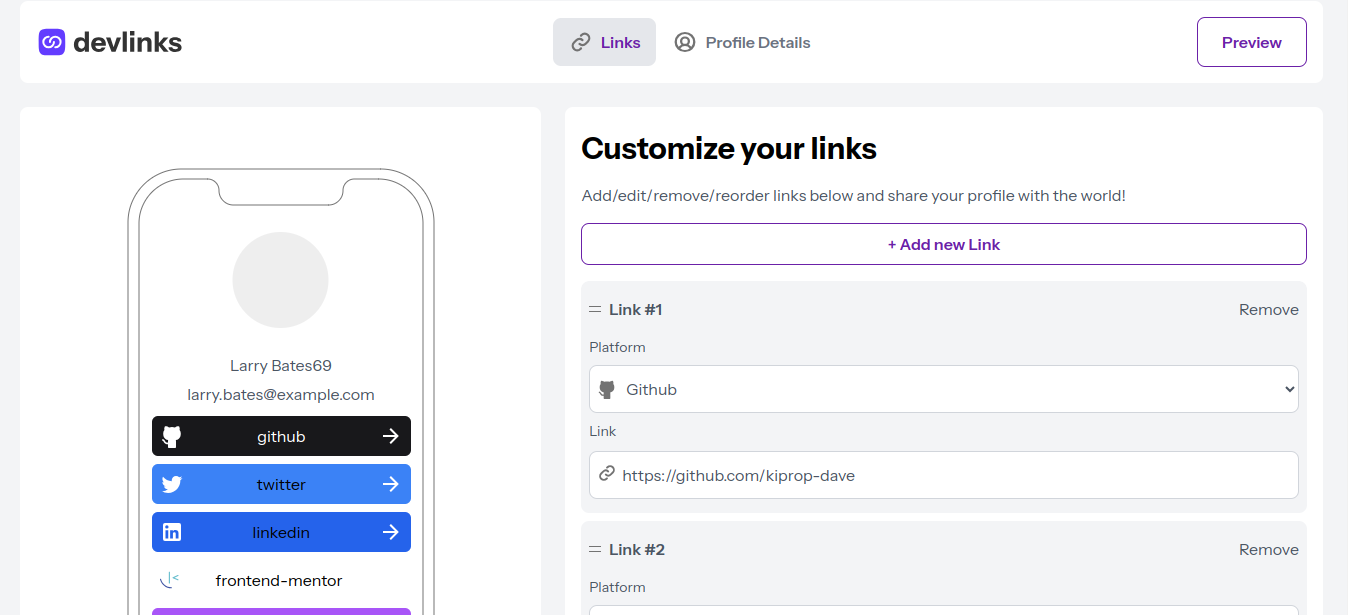 devlinks
Links
Profile Details
Preview
Larry Bates69
larry.bates@example.com
github
twitter
linkedin
frontend-mentor
Customize your links
Add/edit/remove/reorder links below and share your profile with the world!
+ Add new Link
Link #1
Remove
Platform
Github
Link
https://github.com/kiprop-dave
Link #2
Remove
Platform